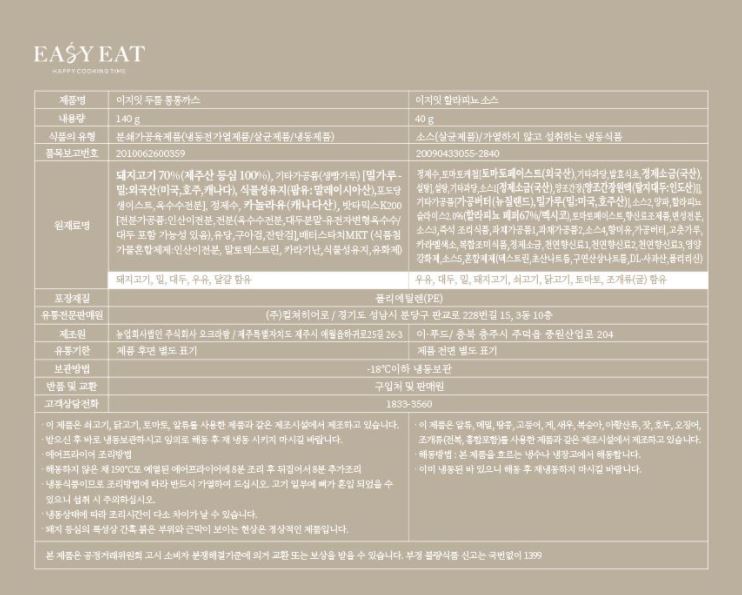 EASY EAT
HAPPY COOKING TIME
제품명 이지잇 두툼 통통까스 이지잇 할라피뇨 소스
내용량 140 g 40 g
식품의 유형 분쇄가공육제품(냉동전가열제품/살균제품/냉동제품) 소스(살균제품)/가열하지 않고 섭취하는 냉동식품
품목보고번호 2010062600359 20090433055-2840
원재료명
돼지고기 70%(제주산 등심 100%), 기타가공품(생빵가루) [밀가루-
밀:외국산(미국,호주,캐나다), 식물성유지(팜유: 말레이시아산),포도당
생이스트, 옥수수전분], 정제수, 카놀라유(캐나다산), 밧타믹스K200
[전분가공품:인산이전분,전분(옥수수전분,대두분말-유전자변형옥수수/
대두 포함 가능성 있음),유당,구아검,잔탄검],배터스타치MKT (식품첨
가물혼합제제:인산이전분, 말토덱스트린, 카라기난,식물성유지,유화제)
정제수,토마토케첩[토마토페이스트(외국산),기타과당,발효식초,정제소금(국산),
설탕],설탕,기타과당,소스[[정제소금(국산),양조간장[양조간장원액(탈지대두:인도산)]],
기타가공품[가공버터(뉴질랜드),밀가루(밀:미국,호주산)],소스2,양파,할라피뇨
슬라이스2.0%(할라피뇨 페퍼67%/멕시코),토마토페이스트,향신료조제품,변성전분,
소스3,즉석 조리식품,과채가공품1,과채가공품2,소스4,향미유,가공버터,고춧가루,
카라멜색소,복합조미식품,정제소금,천연향신료1,천연향신료2,천연향신료3,영양
강화제,소스5,혼합제제(덱스트린,초산나트륨,구연산삼나트륨,DL-사과산,폴리리신)
돼지고기, 밀, 대두, 우유, 달걀 함유 우유, 대두, 밀, 돼지고기, 쇠고기, 닭고기, 토마토, 조개류(굴) 함유
포장재질 폴리에틸렌(PE)
유통전문판매원 (주)컬쳐히어로 / 경기도 성남시 분당구 판교로 228번길 15, 3동 10층
제조원 농업회사법인 주식회사 오크라팜 / 제주특별자치도 제주시 애월읍하귀로25길 26-3 이·푸드/ 충북 충주시 주덕읍 중원산업로 204
유통기한 제품 후면 별도 표기 제품 전면 별도 표기
보관방법 -18℃이하 냉동보관
반품 및 교환 구입처 및 판매원
고객상담전화 1833-3560
· 이 제품은 쇠고기, 닭고기, 토마토, 알류를 사용한 제품과 같은 제조시설에서 제조하고 있습니다.
· 받으신 후 바로 냉동보관하시고 임의로 해동 후 재 냉동 시키지 마시길 바랍니다.
· 에어프라이어 조리방법
· 해동하지 않은 채 190℃로 예열된 에어프라이어에 8분 조리 후 뒤집어서 8분 추가조리
· 냉동식품이므로 조리방법에 따라 반드시 가열하여 드십시오. 고기 일부에 뼈가 혼입 되었을 수
있으니 섭취 시 주의하십시오.
· 냉동상태에 따라 조리시간이 다소 차이가 날 수 있습니다.
· 돼지 등심의 특성상 간혹 붉은 부위와 근막이 보이는 현상은 정상적인 제품입니다.
· 이 제품은 알류, 메밀, 땅콩, 고등어, 게, 새우, 복숭아, 아황산류, 잣, 호두, 오징어,
조개류(전복, 홍합포함)를 사용한 제품과 같은 제조시설에서 제조하고 있습니다.
· 해동방법 : 본 제품을 흐르는 냉수나 냉장고에서 해동합니다.
· 이미 냉동된 바 있으니 해동 후 재냉동하지 마시길 바랍니다.
본 제품은 공정거래위원회 고시 소비자 분쟁해결기준에 의거 교환 또는 보상을 받을 수 있습니다. 부정 불량식품 신고는 국번없이 1399